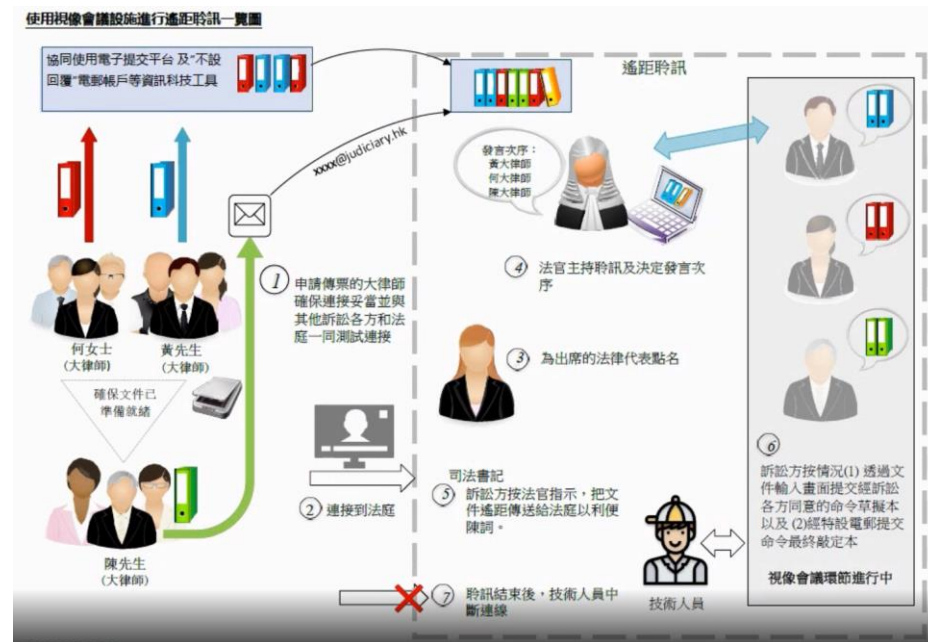 使用視像會議設施進行遙距聆訊一覽圖
協同使用電子提交平台 及"不設
回覆"電郵帳戶等資訊科技工具
xxxx@judiciary.hk
遙距聆訊
發言次序：
黃大律師
何大律師
陳大律師
4 法官主持聆訊及決定發言次
序
1 申請傳票的大律師
確保連接妥當並與
其他訴訟各方和法
庭一同測試連接
何女士
(大律師)
黃先生
(大律師)
確保文件已
準備就緒
陳先生
(大律師)
2 連接到法庭
3 為出席的法律代表點名
司法書記
5 訴訟方按法官指示，把文
件遙距傳送給法庭以利便
陳詞。
6
訴訟方按情況(1) 透過文
件輸入畫面提交經訴訟
各方同意的命令草擬本
以及 (2)經特設電郵提交
命令最終敲定本
視像會議環節進行中
技術人員
7 聆訊結束後，技術人員中
斷連線